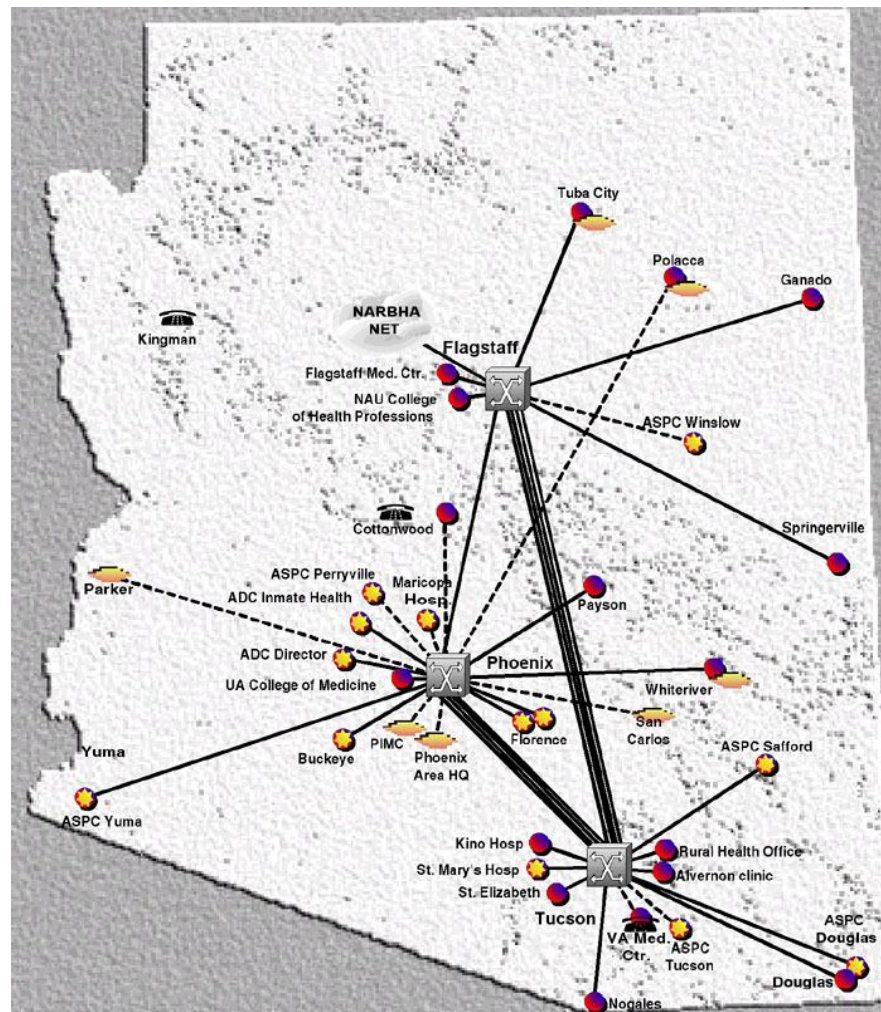 Tuba City
Polacca
Ganado
NARBHA
NET
Kingman
Flagstaff
Flagstaff Med. Ctr.
NAU College
of Health Professions
ASPC Winslow
Cottonwood
Springerville
ASPC Perryville
Maricopa
Hosp.
Parker
ADC Inmate Health
Payson
ADC Director
Phoenix
UA College of Medicine
Whiteriver
San
Carlos
Florence
PIMC
Phoenix
Area HQ
Buckeye
Yuma
ASPC Yuma
ASPC Safford
Kino Hosp
Rural Health Office
St. Mary's Hosp
Alvernon clinic
St. Elizabeth
Tucson
VA Med.
Ctr.
ASPC
Tucson
ASPC
Douglas
Douglas
Nogales